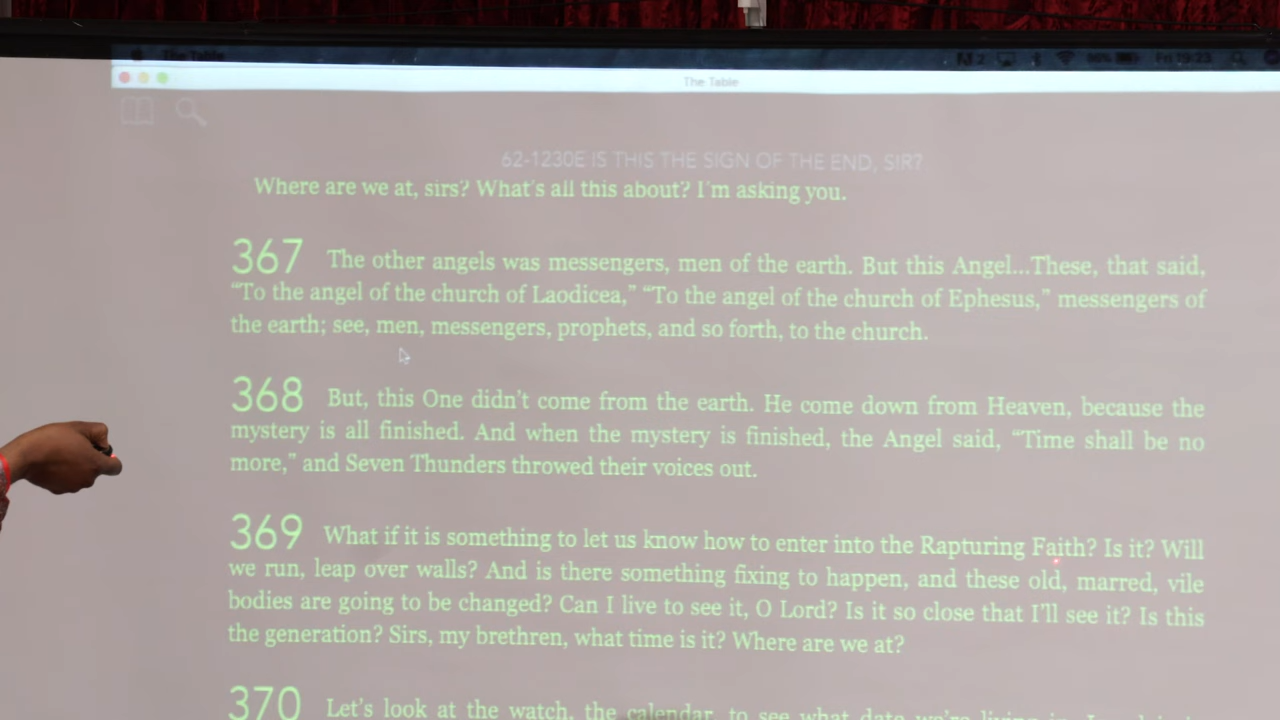 The Table
The Table
62-1230E IS THIS THE SIGN OF THE END, SIR?
Where are we at, sirs? What's all this about? I'm asking you.
367 The other angels was messengers, men of the earth. But this Angel...These, that said,
“To the angel of the church of Laodicea,” “To the angel of the church of Ephesus,” messengers of
the earth; see, men, messengers, prophets, and so forth, to the church.
368 But, this One didn't come from the earth. He come down from Heaven, because the
mystery is all finished. And when the mystery is finished, the Angel said, “Time shall be no
more,” and Seven Thunders throwed their voices out.
369 What if it is something to let us know how to enter into the Rapturing Faith? Is it? Will
we run, leap over walls? And is there something fixing to happen, and these old, marred, vile
bodies are going to be changed? Can I live to see it, O Lord? Is it so close that I'll see it? Is this
the generation? Sirs, my brethren, what time is it? Where are we at?
370 Let's look at the watch, the calendar, to see what date we're living in